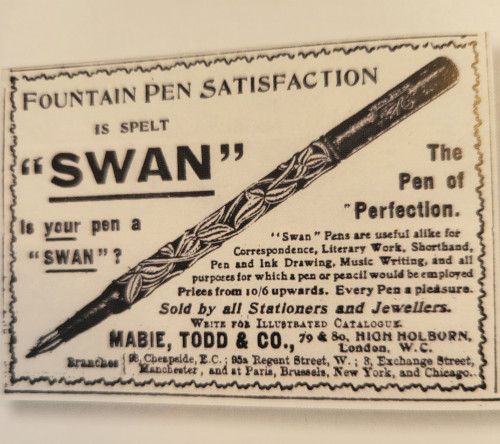 FOUNTAIN PEN SATISFACTION
IS SPELT
"SWAN"
Is your pen a
"SWAN"?
The
Pen of
"Perfection.
"Swan" Pens are useful alike for
Correspondence, Literary Work, Shorthand,
Pen and Ink Drawing, Music Writing, and all
purposes for which a pen or pencil would be employed
Prices from 10/6 upwards. Every Pen a pleasure.
Sold by all Stationers and Jewellers.
WRITE FOR ILLUSTRATED CATALOGUE.
MABIE, TODD & CO., 79 & 80, HIGH HOLBORN,
London, W.C.
Branches { 93, Cheapside, E.C.; 95a Regent Street, W.; 3, Exchange Street,
Manchester, and at Paris, Brussels, New York, and Chicago.